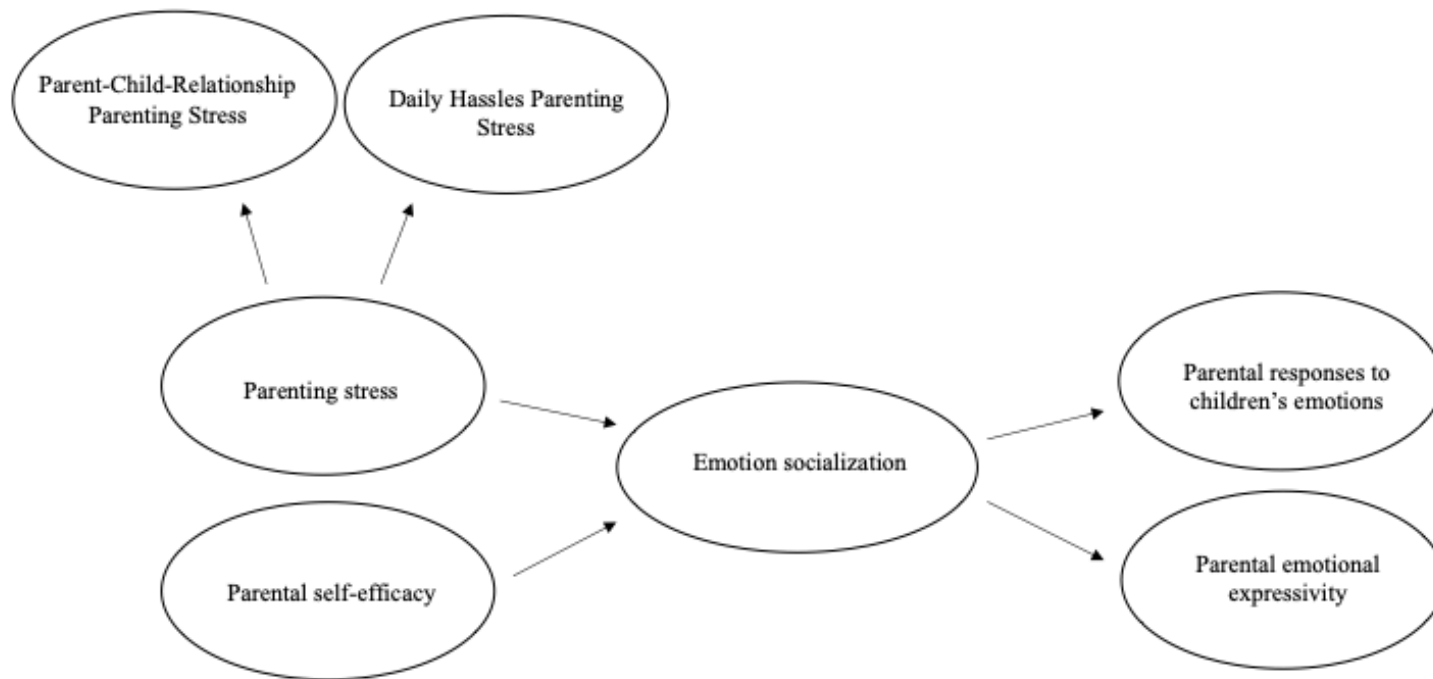 Parent-Child-Relationship
Parenting Stress
Daily Hassles Parenting
Stress
Parenting stress
Emotion socialization
Parental self-efficacy
Parental responses to
children’s emotions
Parental emotional
expressivity